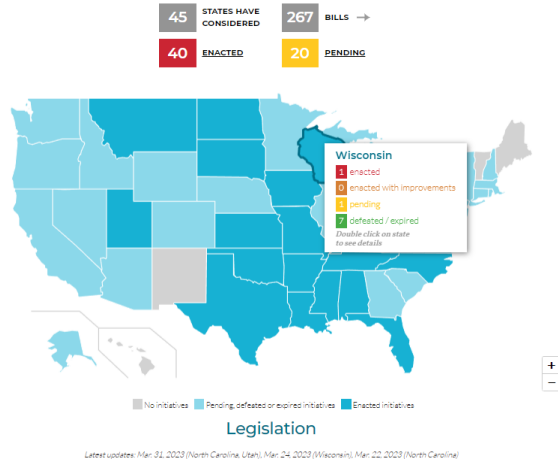 45 STATES HAVE CONSIDERED
267 BILLS →
40 ENACTED
20 PENDING
Wisconsin
1 enacted
0 enacted with improvements
1 pending
7 defeated / expired
Double click on state
to see details
+
−
No initiatives Pending, defeated or expired initiatives Enacted initiatives
Legislation
Latest updates: Mar. 31, 2023 (North Carolina, Utah), Mar. 24, 2023 (Wisconsin), Mar. 22, 2023 (North Carolina)